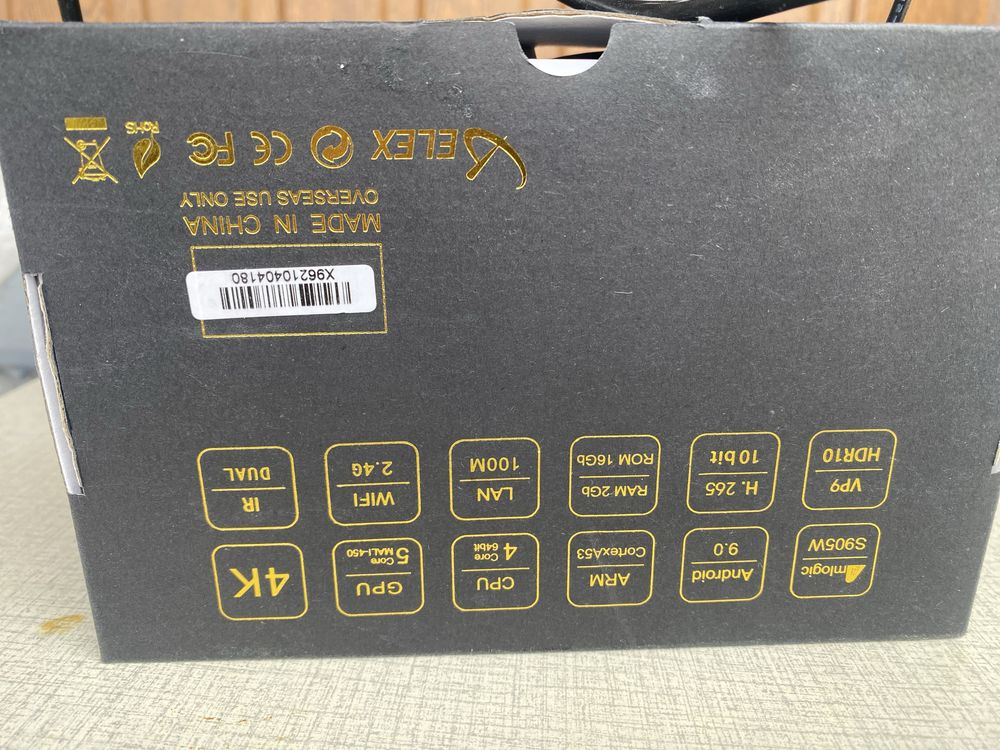 Amlogic
S905W
Android
9.0
ARM
CortexA53
CPU
4 Core 64bit
GPU
5 Core MALI-450
4K
VP9
HDR10
H. 265
10 bit
RAM 2Gb
ROM 16Gb
LAN
100M
WIFI
2.4G
IR
DUAL
X96210404180
MADE IN CHINA
OVERSEAS USE ONLY
ELEX CE FC RoHS